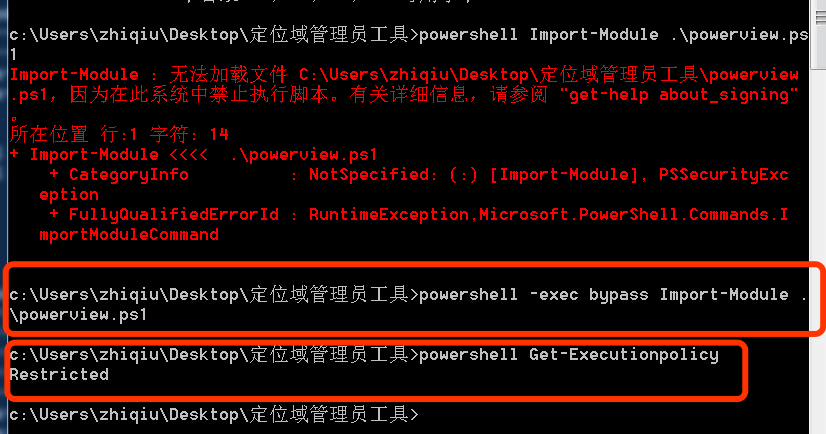 c:\Users\zhiqiu\Desktop\定位域管理员工具>powershell Import-Module .\powerview.ps
1
Import-Module : 无法加载文件 C:\Users\zhiqiu\Desktop\定位域管理员工具\powerview
.ps1，因为在此系统中禁止执行脚本。有关详细信息，请参阅 "get-help about_signing"
。
所在位置 行:1 字符: 14
+ Import-Module <<<<  .\powerview.ps1
    + CategoryInfo          : NotSpecified: (:) [Import-Module], PSSecurityExc
   eption
    + FullyQualifiedErrorId : RuntimeException,Microsoft.PowerShell.Commands.I
   mportModuleCommand
c:\Users\zhiqiu\Desktop\定位域管理员工具>powershell -exec bypass Import-Module .
\powerview.ps1
c:\Users\zhiqiu\Desktop\定位域管理员工具>powershell Get-Executionpolicy
Restricted
c:\Users\zhiqiu\Desktop\定位域管理员工具>